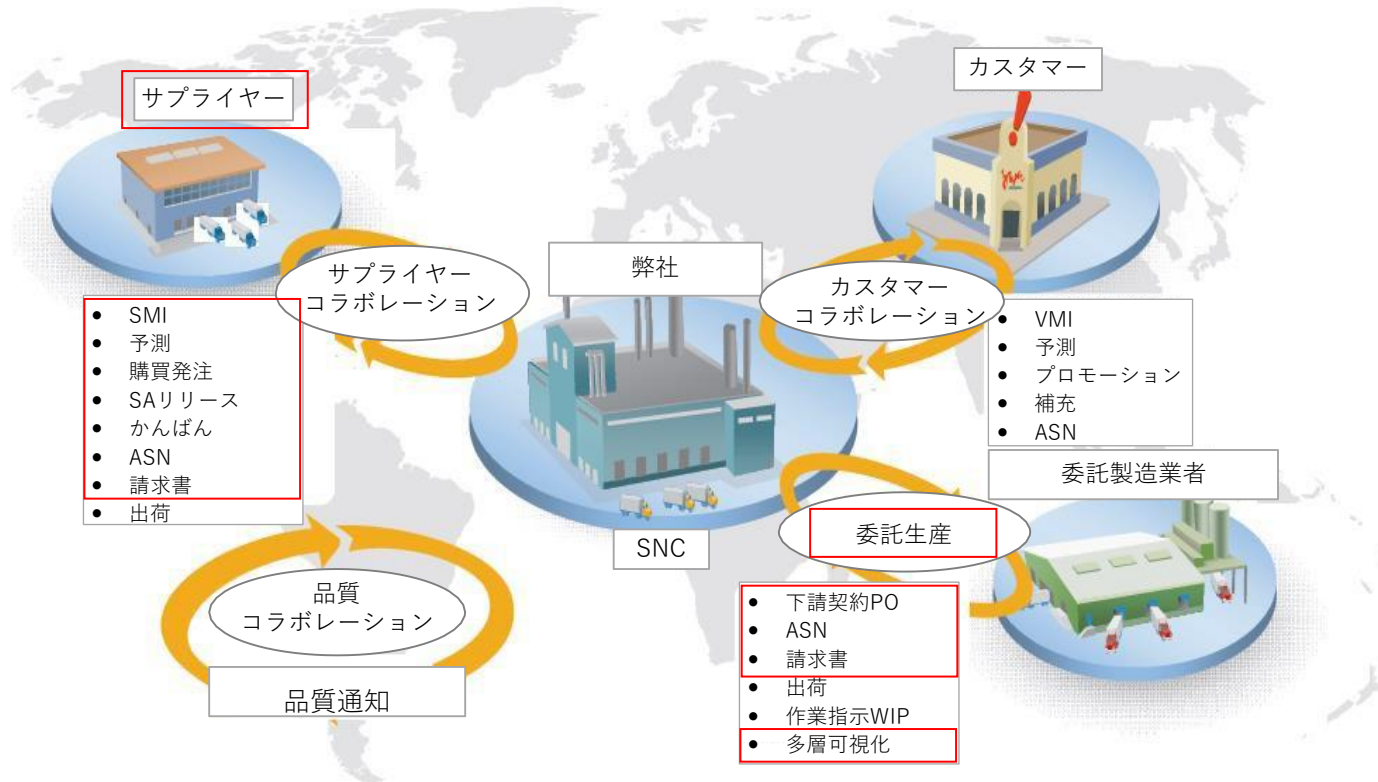 サプライヤー
カスタマー
サプライヤー
コラボレーション
弊社
カスタマー
コラボレーション
● SMI
● 予測
● 購買発注
● SAリリース
● かんばん
● ASN
● 請求書
● 出荷
● VMI
● 予測
● プロモーション
● 補充
● ASN
委託製造業者
SNC
委託生産
品質
コラボレーション
品質通知
● 下請契約PO
● ASN
● 請求書
● 出荷
● 作業指示WIP
● 多層可視化